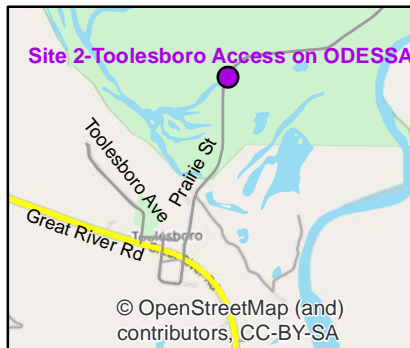 Site 2-Toolesboro Access on ODESSA
Toolesboro Ave
Prairie St
Great River Rd
Toolesboro
© OpenStreetMap (and)
contributors, CC-BY-SA